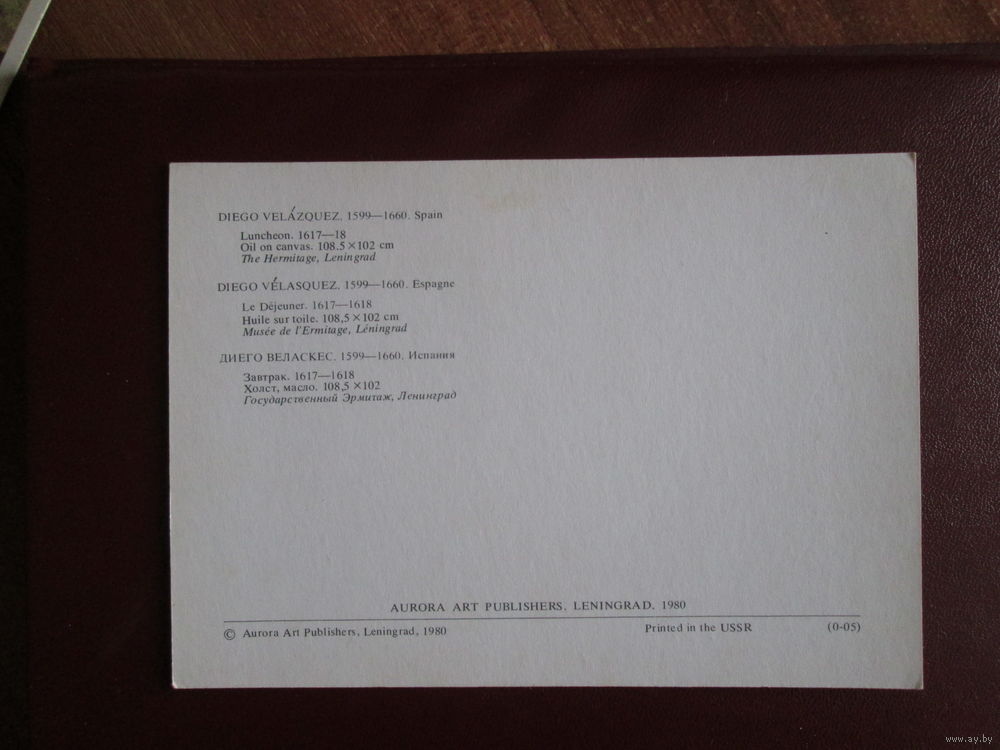 DIEGO VELÁZQUEZ. 1599—1660. Spain
Luncheon. 1617—18
Oil on canvas. 108.5×102 cm
The Hermitage, Leningrad
DIEGO VÉLASQUEZ. 1599—1660. Espagne
Le Déjeuner. 1617—1618
Huile sur toile. 108,5×102 cm
Musée de l'Ermitage, Léningrad
ДИЕГО ВЕЛАСКЕС. 1599—1660. Испания
Завтрак. 1617—1618
Холст, масло. 108,5×102
Государственный Эрмитаж, Ленинград
AURORA ART PUBLISHERS. LENINGRAD. 1980
© Aurora Art Publishers, Leningrad, 1980 Printed in the USSR (0-05)
www.ay.by